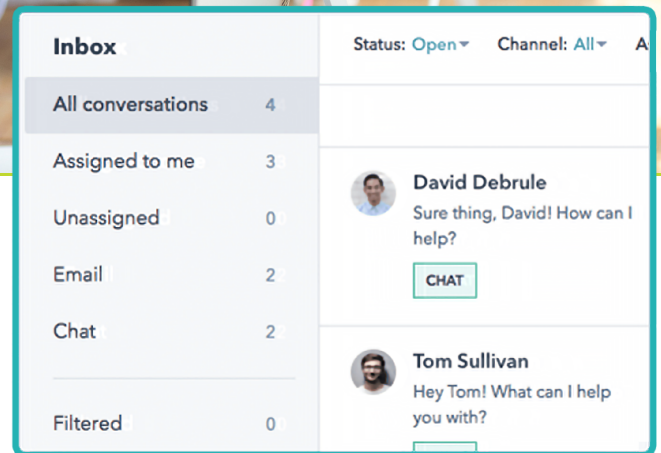 Inbox
All conversations 4
Assigned to me 3
Unassigned 0
Email 2
Chat 2
Filtered 0
Status: Open Channel: All
David Debrule
Sure thing, David! How can I
help?
CHAT
Tom Sullivan
Hey Tom! What can I help
you with?